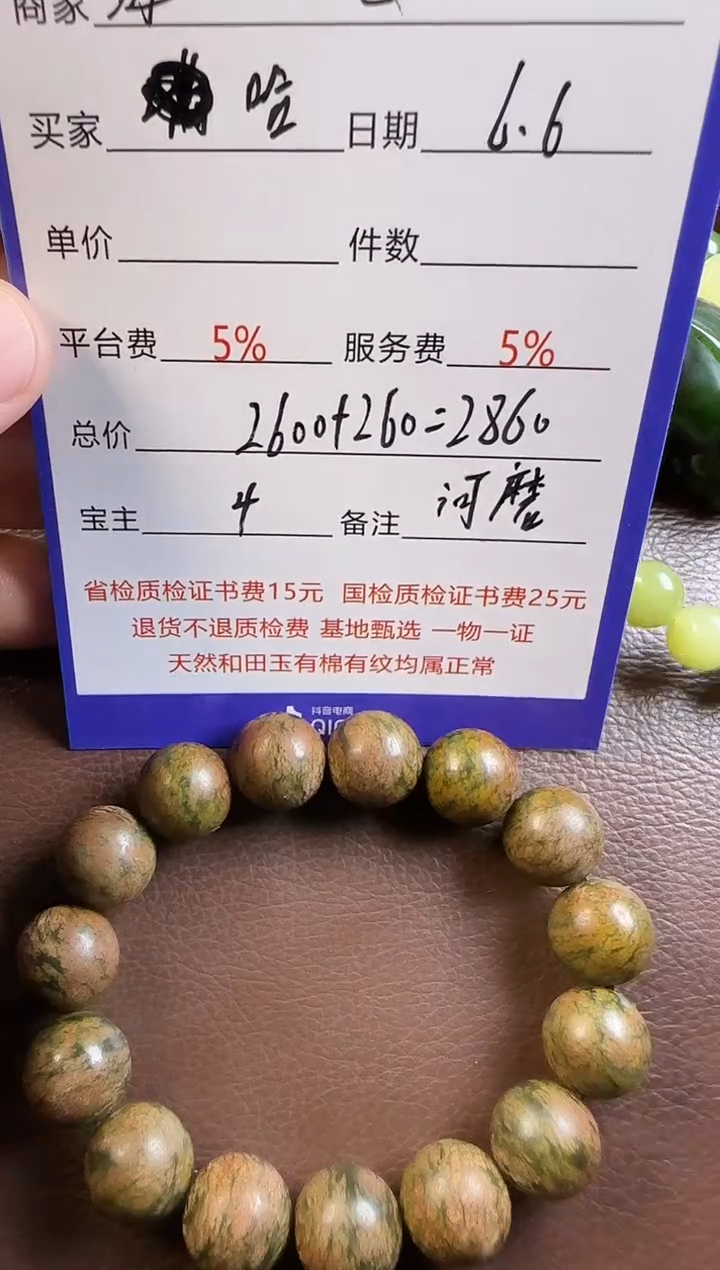 商家
买家 哈 日期 6.6
单价 件数
平台费 5% 服务费 5%
总价 2600+260=2860
宝主 4 备注 河磨
省检质检证书费15元 国检质检证书费25元
退货不退质检费 基地甄选 一物一证
天然和田玉有棉有纹均属正常
抖音电商
QIC